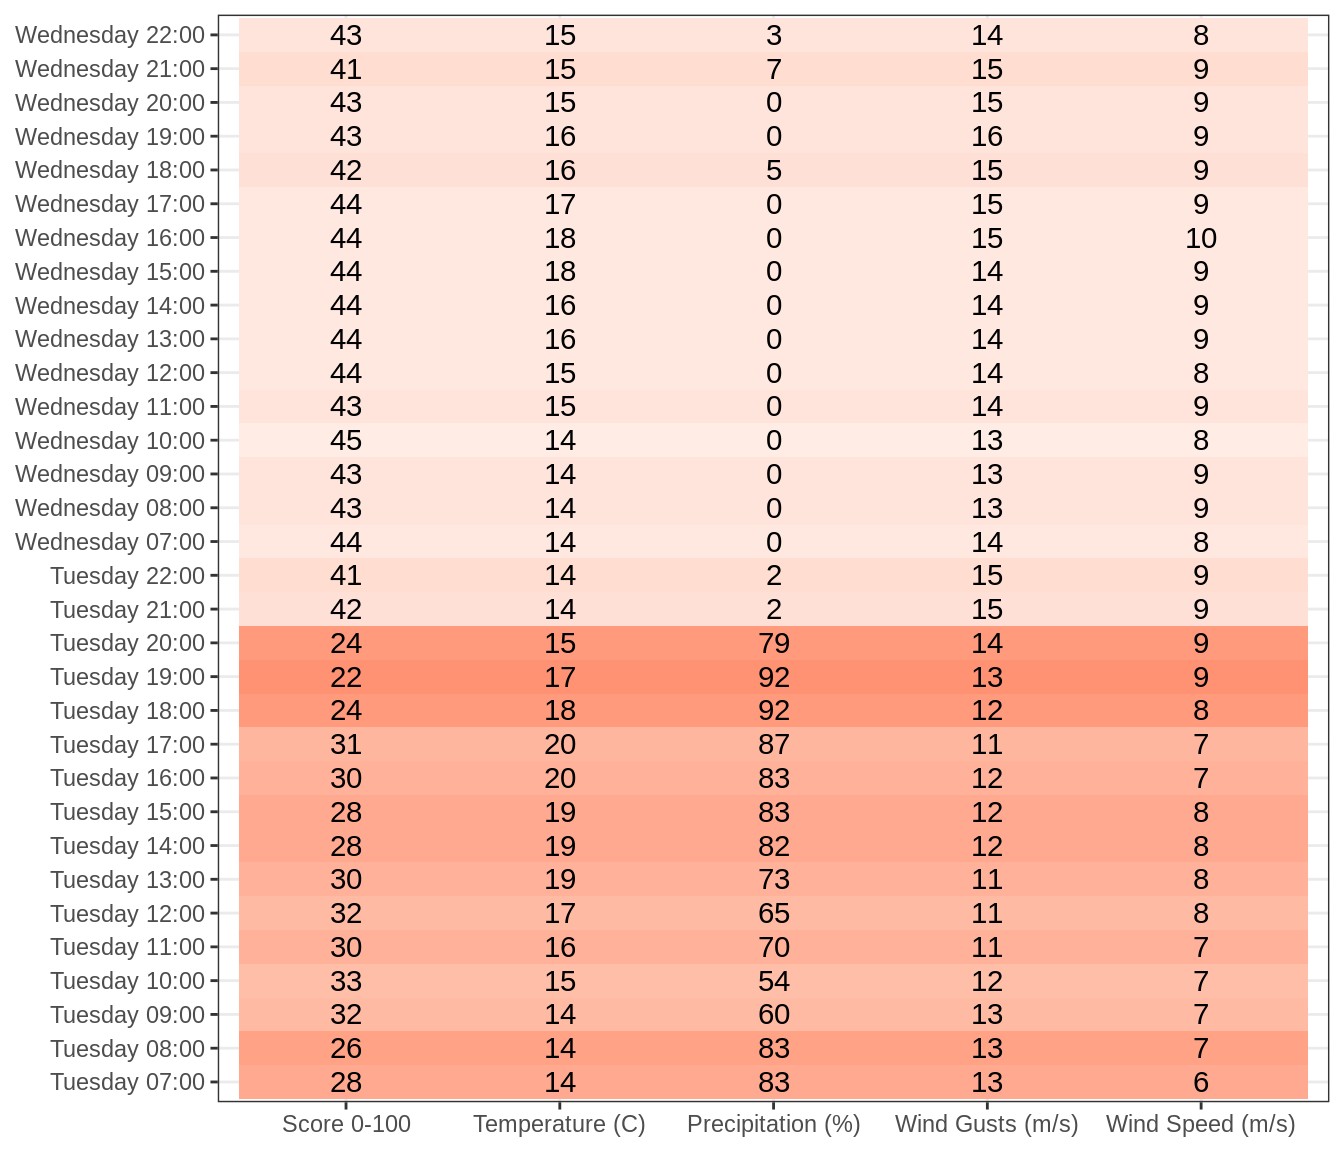 Wednesday 22:00 43 15 3 14 8
Wednesday 21:00 41 15 7 15 9
Wednesday 20:00 43 15 0 15 9
Wednesday 19:00 43 16 0 16 9
Wednesday 18:00 42 16 5 15 9
Wednesday 17:00 44 17 0 15 9
Wednesday 16:00 44 18 0 15 10
Wednesday 15:00 44 18 0 14 9
Wednesday 14:00 44 16 0 14 9
Wednesday 13:00 44 16 0 14 9
Wednesday 12:00 44 15 0 14 8
Wednesday 11:00 43 15 0 14 9
Wednesday 10:00 45 14 0 13 8
Wednesday 09:00 43 14 0 13 9
Wednesday 08:00 43 14 0 13 9
Wednesday 07:00 44 14 0 14 8
Tuesday 22:00 41 14 2 15 9
Tuesday 21:00 42 14 2 15 9
Tuesday 20:00 24 15 79 14 9
Tuesday 19:00 22 17 92 13 9
Tuesday 18:00 24 18 92 12 8
Tuesday 17:00 31 20 87 11 7
Tuesday 16:00 30 20 83 12 7
Tuesday 15:00 28 19 83 12 8
Tuesday 14:00 28 19 82 12 8
Tuesday 13:00 30 19 73 11 8
Tuesday 12:00 32 17 65 11 8
Tuesday 11:00 30 16 70 11 7
Tuesday 10:00 33 15 54 12 7
Tuesday 09:00 32 14 60 13 7
Tuesday 08:00 26 14 83 13 7
Tuesday 07:00 28 14 83 13 6
Score 0-100 Temperature (C) Precipitation (%) Wind Gusts (m/s) Wind Speed (m/s)